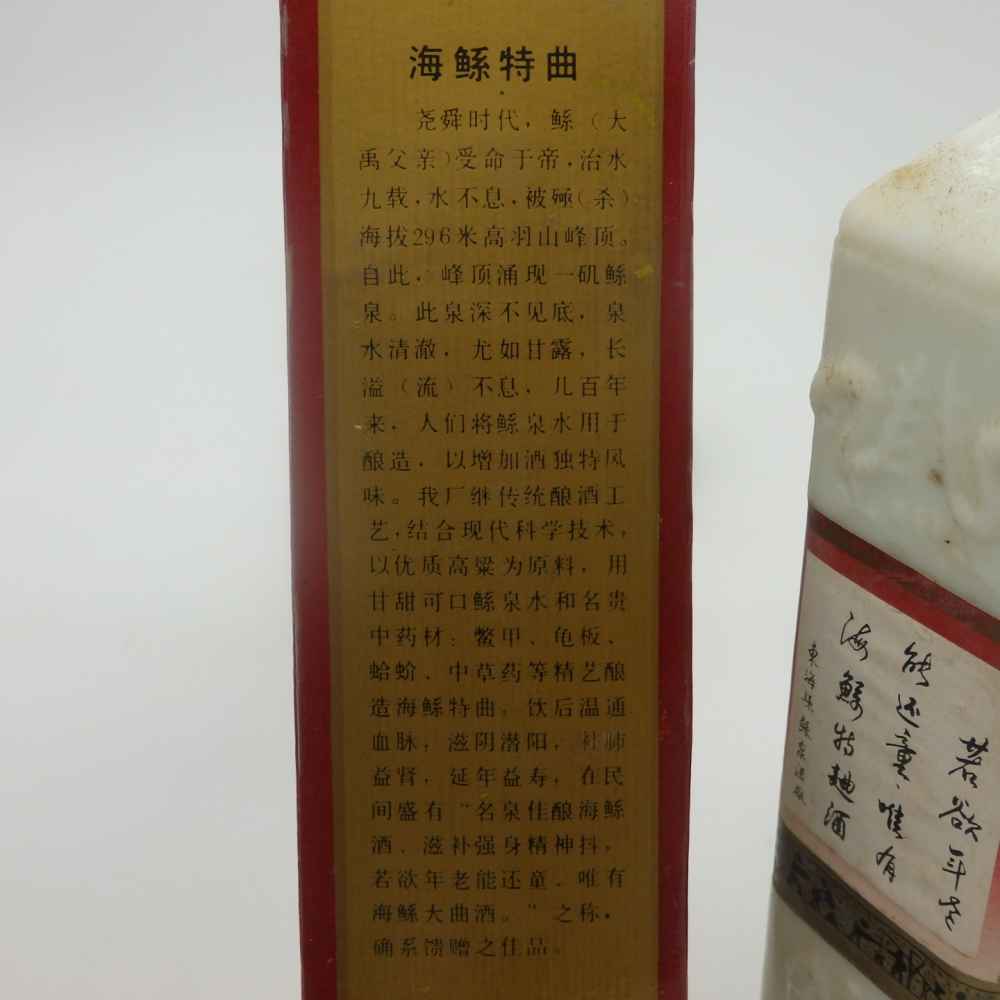 海鲧特曲
尧舜时代，鲧（大
禹父亲）受命于帝，治水
九载，水不息，被殛（杀）
海拔296米高羽山峰顶。
自此，峰顶涌现一矶鲧
泉。此泉深不见底，泉
水清澈，尤如甘露，长
溢（流）不息，几百年
来，人们将鲧泉水用于
酿造，以增加酒独特风
味。我厂继传统酿酒工
艺，结合现代科学技术，
以优质高粱为原料，用
甘甜可口鲧泉水和名贵
中药材：鳖甲、龟板、
蛤蚧、中草药等精艺酿
造海鲧特曲。饮后温通
血脉，滋阴潜阳，补肺
益肾，延年益寿，在民
间盛有“名泉佳酿海鲧
酒、滋补强身精神抖，
若欲年老能还童、唯有
海鲧大曲酒。”之称，
确系馈赠之佳品。
若欲年老
能还童、唯有
海鲧特麯酒